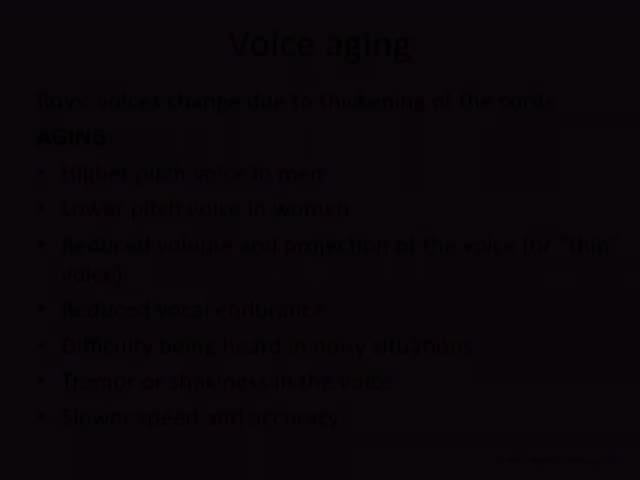 Voice aging
Boys: voices change due to thickening of the cords
AGING:
• Higher pitch voice in men
• Lower pitch voice in women
• Reduced volume and projection of the voice (or "thin"
voice)
• Reduced vocal endurance
• Difficulty being heard in noisy situations
• Tremor or shakiness in the voice
• Slower speed and accuracy